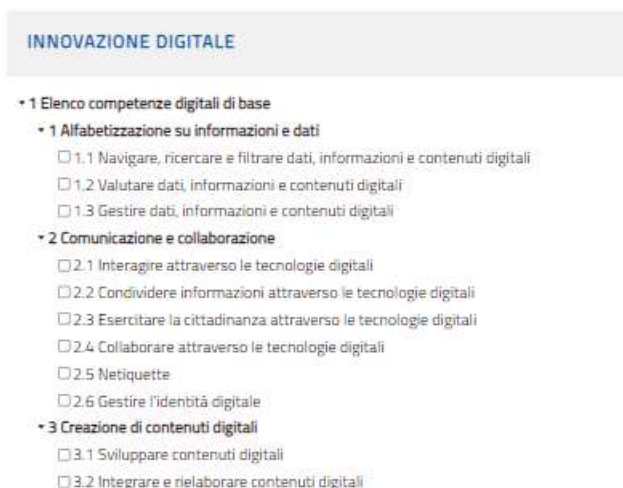 INNOVAZIONE DIGITALE
1 Elenco competenze digitali di base
1 Alfabetizzazione su informazioni e dati
1.1 Navigare, ricercare e filtrare dati, informazioni e contenuti digitali
1.2 Valutare dati, informazioni e contenuti digitali
1.3 Gestire dati, informazioni e contenuti digitali
2 Comunicazione e collaborazione
2.1 Interagire attraverso le tecnologie digitali
2.2 Condividere informazioni attraverso le tecnologie digitali
2.3 Esercitare la cittadinanza attraverso le tecnologie digitali
2.4 Collaborare attraverso le tecnologie digitali
2.5 Netiquette
2.6 Gestire l'identità digitale
3 Creazione di contenuti digitali
3.1 Sviluppare contenuti digitali
3.2 Integrare e rielaborare contenuti digitali